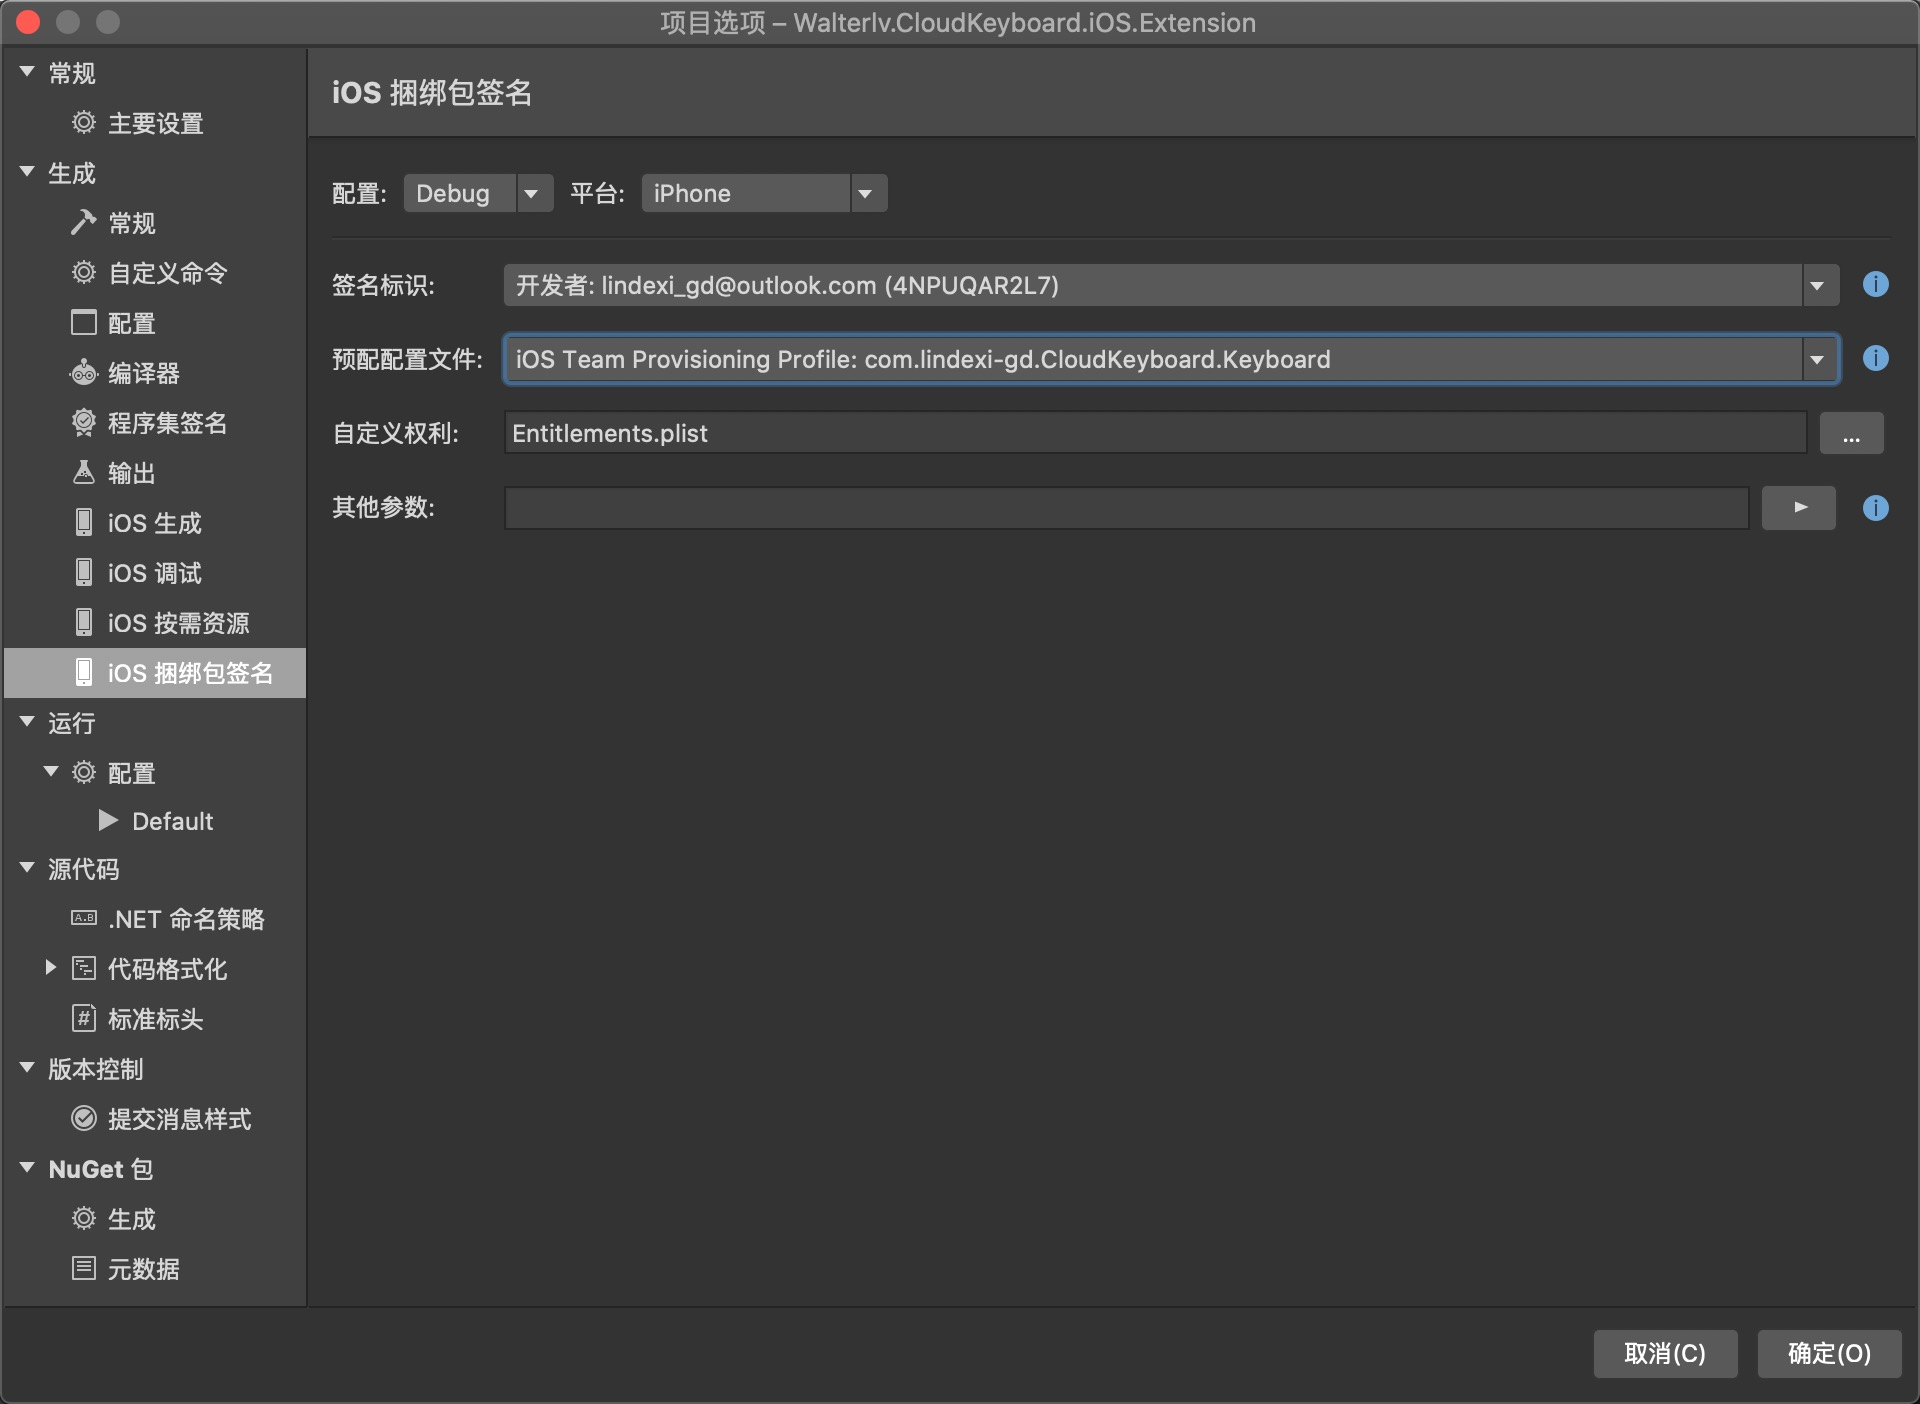 项目选项 – Walterlv.CloudKeyboard.iOS.Extension
常规
主要设置
生成
常规
自定义命令
配置
编译器
程序集签名
输出
iOS 生成
iOS 调试
iOS 按需资源
iOS 捆绑包签名
运行
配置
Default
源代码
A.B .NET 命名策略
代码格式化
# 标准标头
版本控制
提交消息样式
NuGet 包
生成
元数据
iOS 捆绑包签名
配置: Debug 平台: iPhone
签名标识: 开发者: lindexi_gd@outlook.com (4NPUQAR2L7)
预配配置文件: iOS Team Provisioning Profile: com.lindexi-gd.CloudKeyboard.Keyboard
自定义权利: Entitlements.plist ...
其他参数:
取消(C) 确定(O)